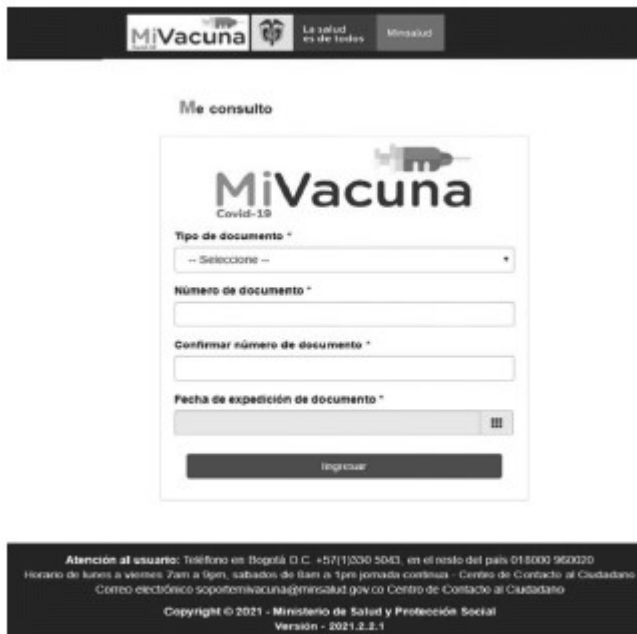 MiVacuna
Covid-19
La salud
es de todos
Minsalud
Me consulto
MiVacuna
Covid-19
Tipo de documento *
-- Seleccione --
Número de documento *
Confirmar número de documento *
Fecha de expedición de documento *
Ingresar
Atención al usuario: Teléfono en Bogotá D.C. +57(1)330 5043, en el resto del país 018000 960020
Horario de lunes a viernes 7am a 9pm, sabados de 8am a 1pm jornada continua - Centro de Contacto al Ciudadano
Correo electrónico soportemivacuna@minsalud.gov.co Centro de Contacto al Ciudadano
Copyright © 2021 - Ministerio de Salud y Protección Social
Versión - 2021.2.2.1